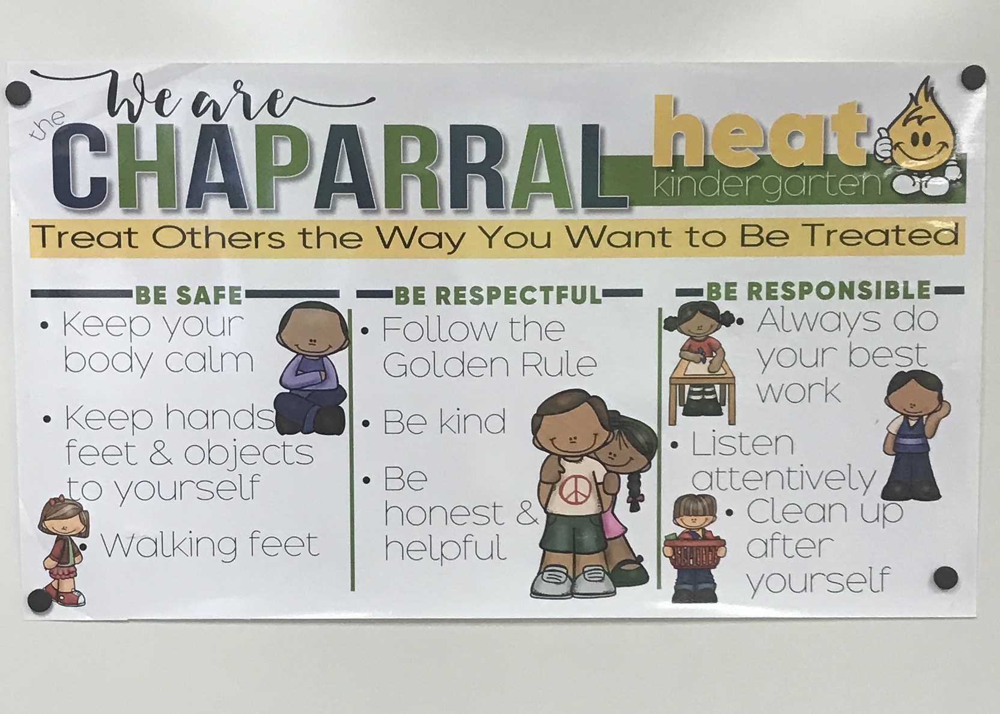 We are
the
CHAPARRAL
heat
kindergarten
Treat Others the Way You Want to Be Treated
BE SAFE
• Keep your
body calm
• Keep hands
feet & objects
to yourself
• Walking feet
BE RESPECTFUL
• Follow the
Golden Rule
• Be kind
• Be
honest &
helpful
BE RESPONSIBLE
• Always do
your best
work
• Listen
attentively
• Clean up
after
yourself